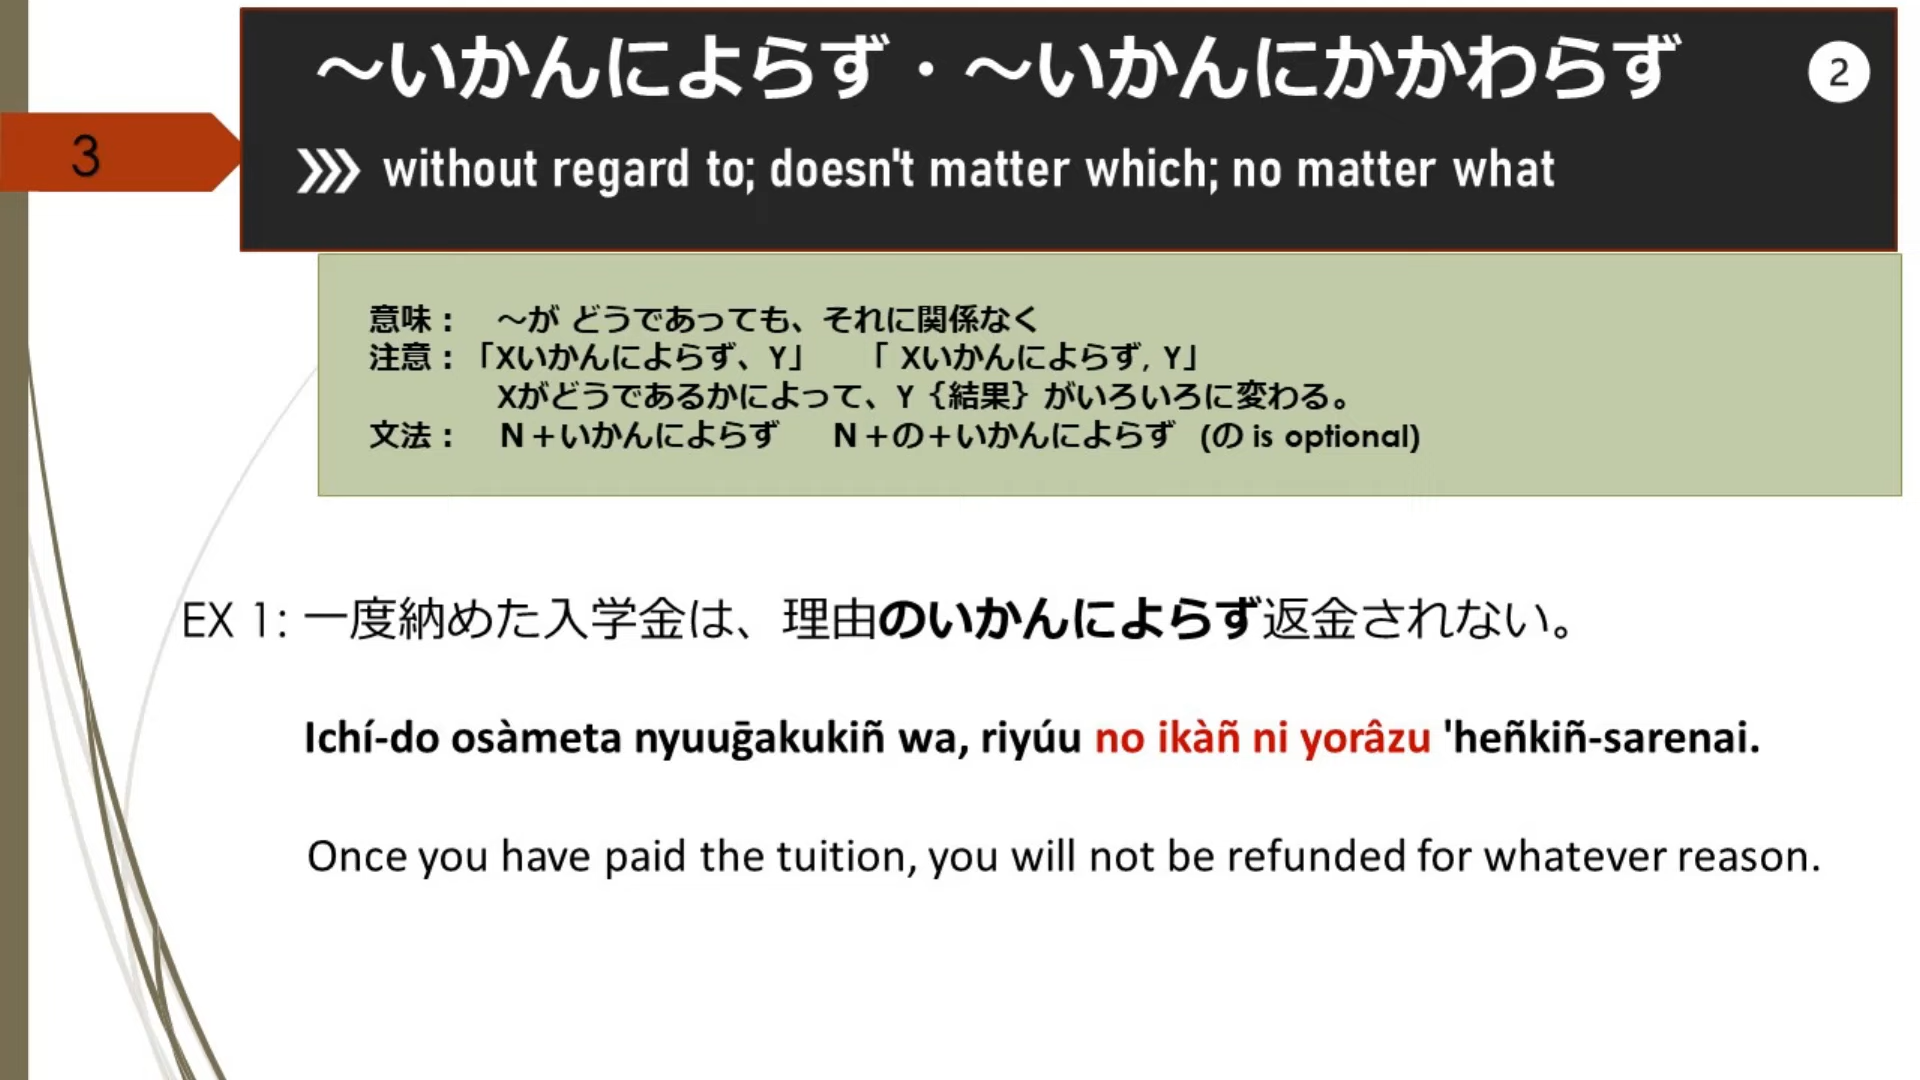 ～いかんによらず・～いかんにかかわらず
2
without regard to; doesn't matter which; no matter what
3
意味： ～が どうであっても、それに関係なく
注意：「Xいかんによらず、Y」 「 Xいかんによらず, Y」
Xがどうであるかによって、Y｛結果｝がいろいろに変わる。
文法： N＋いかんによらず N＋の＋いかんによらず (の is optional)
EX 1: 一度納めた入学金は、理由のいかんによらず返金されない。
Ichí-do osàmeta nyuuḡakukiñ wa, riyúu no ikàñ ni yorâzu 'heñkiñ-sarenai.
Once you have paid the tuition, you will not be refunded for whatever reason.